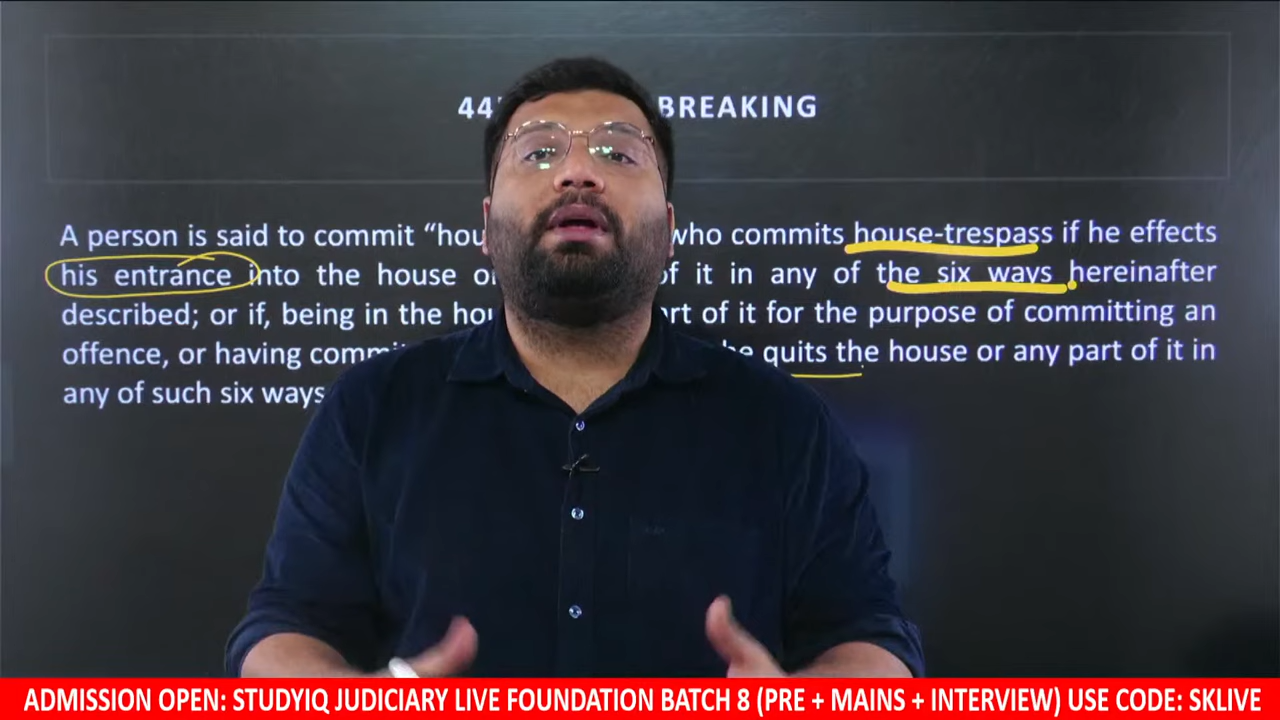 44 BREAKING
A person is said to commit “hou who commits house-trespass if he effects
his entrance into the house o f it in any of the six ways hereinafter
described; or if, being in the hou rt of it for the purpose of committing an
offence, or having commi he quits the house or any part of it in
any of such six ways
ADMISSION OPEN: STUDYIQ JUDICIARY LIVE FOUNDATION BATCH 8 (PRE + MAINS + INTERVIEW) USE CODE: SKLIVE